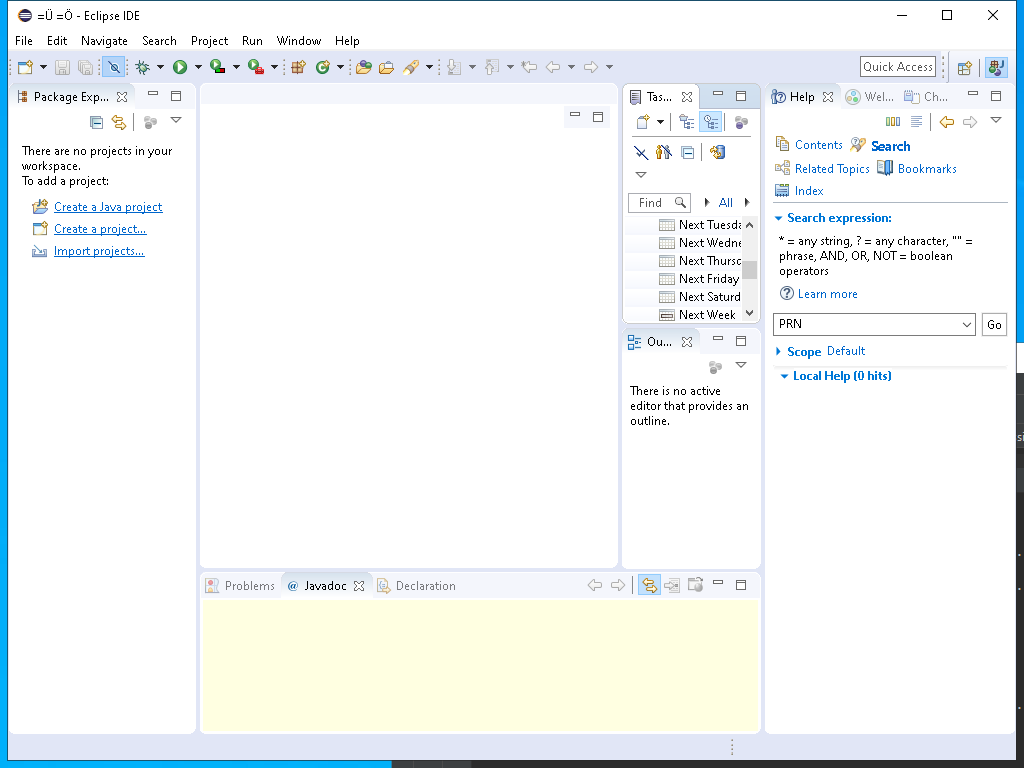 =Ü =Ö - Eclipse IDE
File Edit Navigate Search Project Run Window Help
Quick Access
Package Exp...
There are no projects in your
workspace.
To add a project:
Create a Java project
Create a project...
Import projects...
Tas...
Find
All
Next Tuesda
Next Wedne
Next Thursd
Next Friday
Next Saturd
Next Week
Ou...
There is no active
editor that provides an
outline.
Problems @ Javadoc Declaration
Help Wel... Ch...
Contents Search
Related Topics Bookmarks
Index
Search expression:
* = any string, ? = any character, "" =
phrase, AND, OR, NOT = boolean
operators
Learn more
PRN Go
Scope Default
Local Help (0 hits)